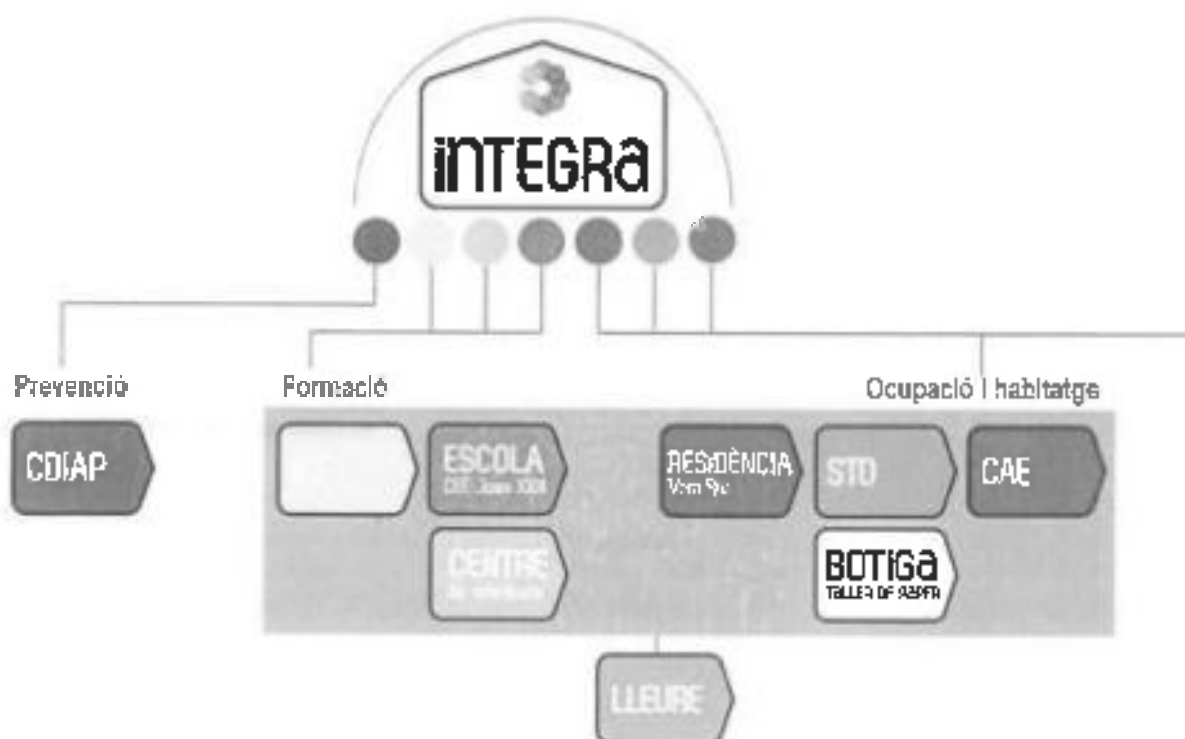 iNTEGRa
Prevenció
Formació
Ocupació i habitatge
CDIAP
ESCOLA
RESiDÈNCIA
STO
CAE
CENTRE
BOTIGa
TALLER DE PAPER
LLEURE